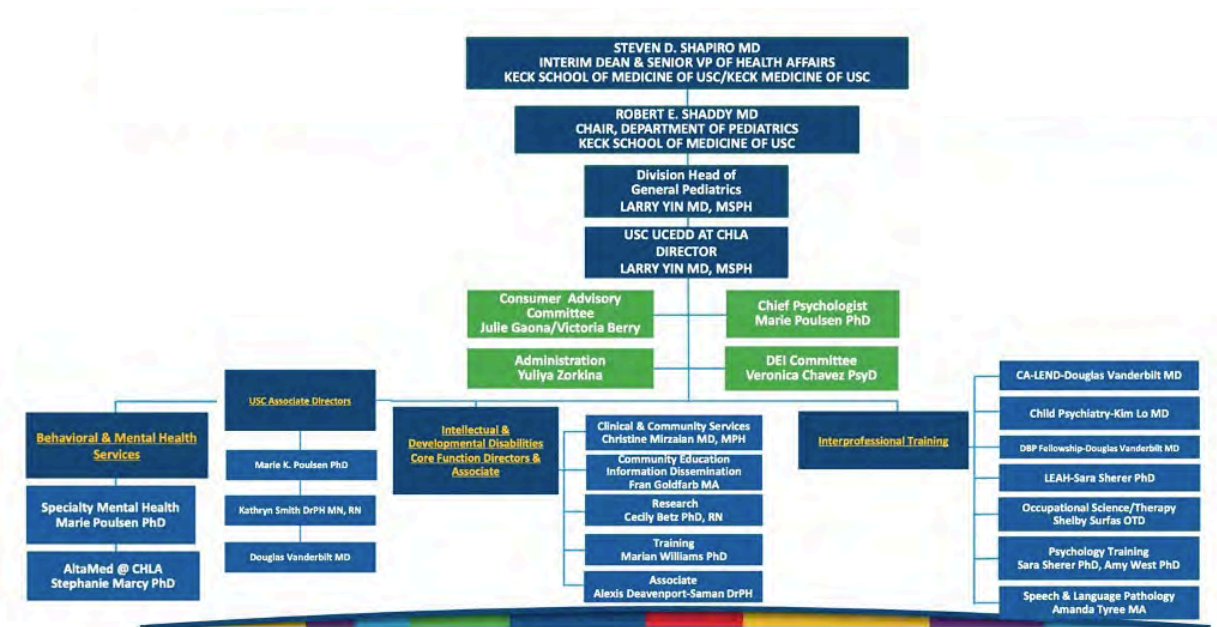 STEVEN D. SHAPIRO MD
INTERIM DEAN & SENIOR VP OF HEALTH AFFAIRS
KECK SCHOOL OF MEDICINE OF USC/KECK MEDICINE OF USC
ROBERT E. SHADDY MD
CHAIR, DEPARTMENT OF PEDIATRICS
KECK SCHOOL OF MEDICINE OF USC
Division Head of
General Pediatrics
LARRY YIN MD, MSPH
USC UCEDD AT CHLA
DIRECTOR
LARRY YIN MD, MSPH
Consumer Advisory
Committee
Julie Gaona/Victoria Berry
Chief Psychologist
Marie Poulsen PhD
Administration
Yuliya Zorkina
DEI Committee
Veronica Chavez PsyD
Behavioral & Mental Health
Services
Specialty Mental Health
Marie Poulsen PhD
AltaMed @ CHLA
Stephanie Marcy PhD
USC Associate Directors
Marie K. Poulsen PhD
Kathryn Smith DrPH MN, RN
Douglas Vanderbilt MD
Intellectual &
Developmental Disabilities
Core Function Directors &
Associate
Clinical & Community Services
Christine Mirzaian MD, MPH
Community Education
Information Dissemination
Fran Goldfarb MA
Research
Cecily Betz PhD, RN
Training
Marian Williams PhD
Associate
Alexis Deavenport-Saman DrPH
Interprofessional Training
CA-LEND-Douglas Vanderbilt MD
Child Psychiatry-Kim Lo MD
DBP Fellowship-Douglas Vanderbilt MD
LEAH-Sara Sherer PhD
Occupational Science/Therapy
Shelby Surfas OTD
Psychology Training
Sara Sherer PhD, Amy West PhD
Speech & Language Pathology
Amanda Tyree MA